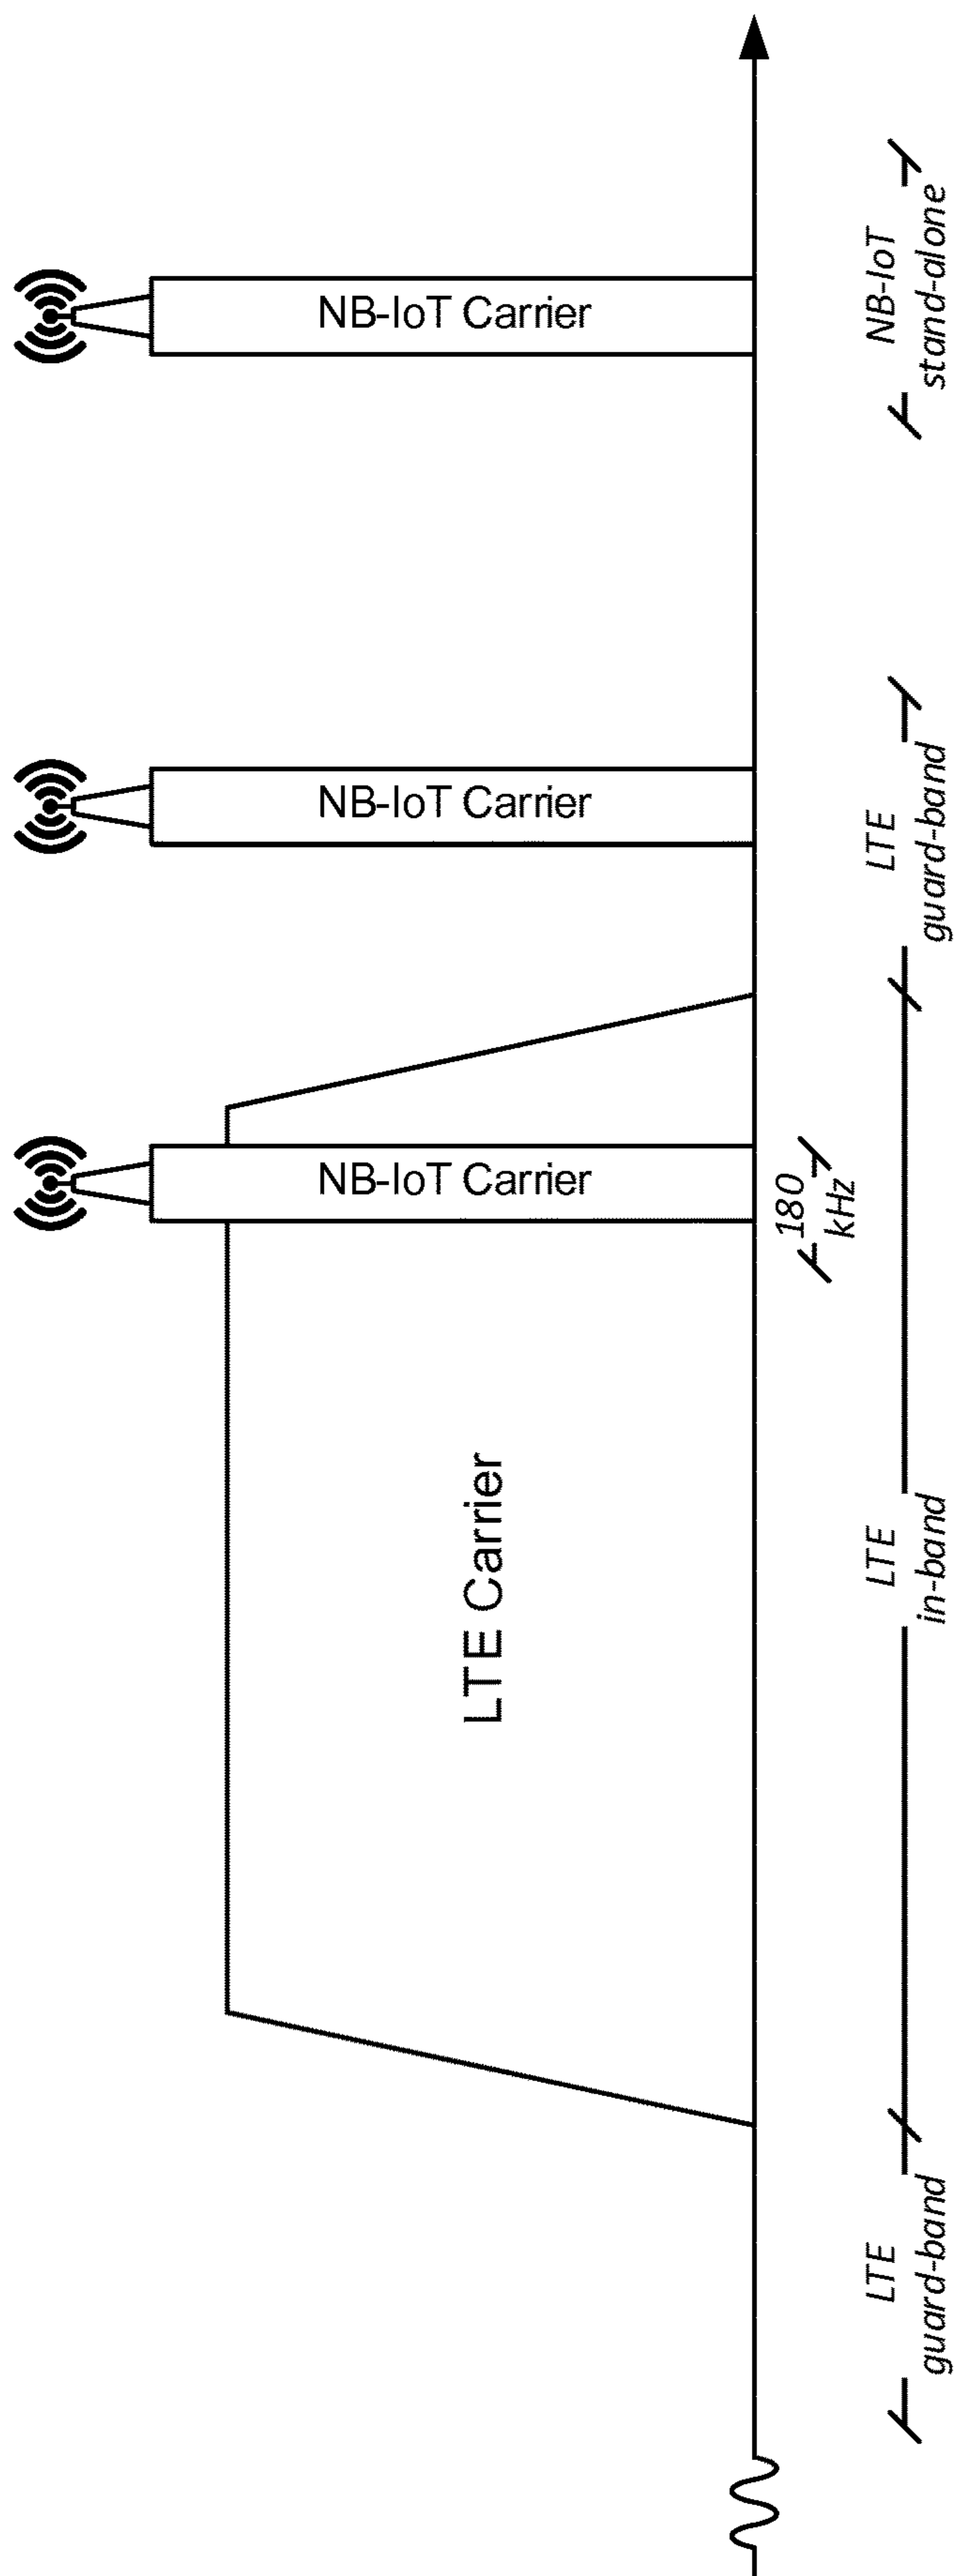 NB-IoT Carrier
NB-IoT
stand-alone
NB-IoT Carrier
LTE
guard-band
NB-IoT Carrier
180
kHz
LTE Carrier
LTE
in-band
LTE
guard-band